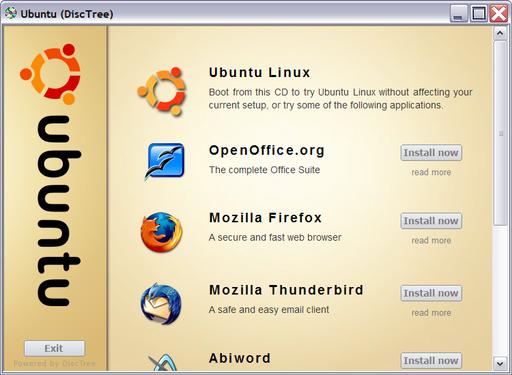 Ubuntu (DiscTree)
ubuntu
Ubuntu Linux
Boot from this CD to try Ubuntu Linux without affecting your current setup, or try some of the following applications.
OpenOffice.org
Install now
The complete Office Suite
read more
Mozilla Firefox
Install now
A secure and fast web browser
read more
Mozilla Thunderbird
Install now
A safe and easy email client
read more
Abiword
Install now
Exit
Powered by DiscTree